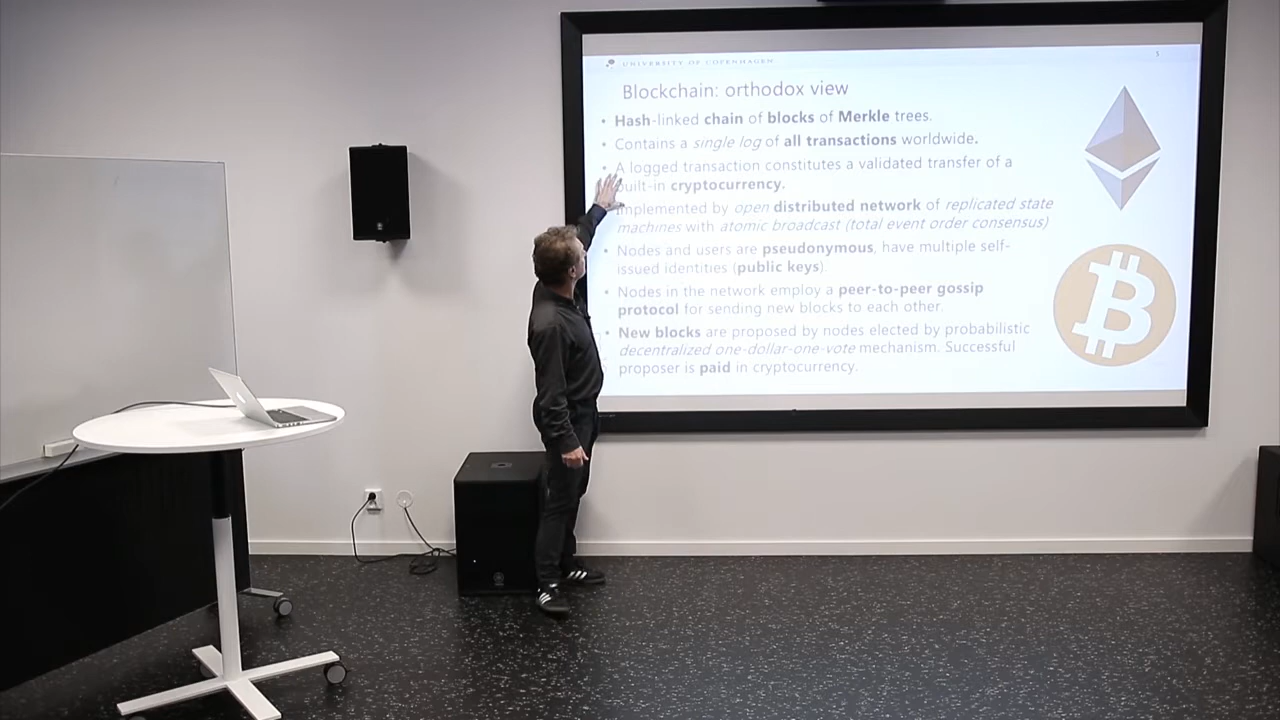 UNIVERSITY OF COPENHAGEN
5
Blockchain: orthodox view
• Hash-linked chain of blocks of Merkle trees.
• Contains a single log of all transactions worldwide.
• A logged transaction constitutes a validated transfer of a
built-in cryptocurrency.
Implemented by open distributed network of replicated state
machines with atomic broadcast (total event order consensus)
• Nodes and users are pseudonymous, have multiple self-
issued identities (public keys).
• Nodes in the network employ a peer-to-peer gossip
protocol for sending new blocks to each other.
• New blocks are proposed by nodes elected by probabilistic
decentralized one-dollar-one-vote mechanism. Successful
proposer is paid in cryptocurrency.